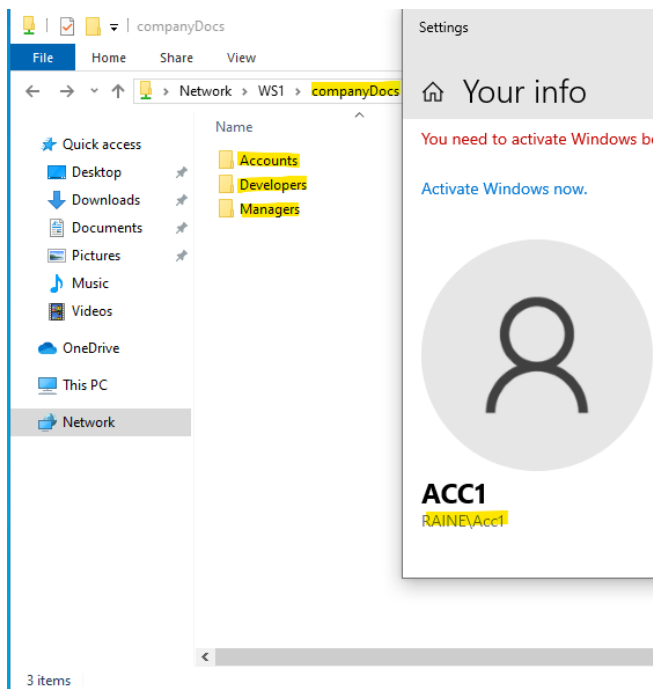 companyDocs
File Home Share View
Network > WS1 > companyDocs
Name
Quick access
Desktop
Downloads
Documents
Pictures
Music
Videos
OneDrive
This PC
Network
Accounts
Developers
Managers
3 items
Settings
Your info
You need to activate Windows
Activate Windows now.
ACC1
RAINE\Acc1